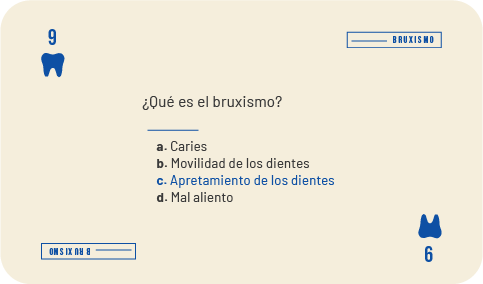 9
BRUXISMO
¿Qué es el bruxismo?
a. Caries
b. Movilidad de los dientes
c. Apretamiento de los dientes
d. Mal aliento
BRUXISMO
9